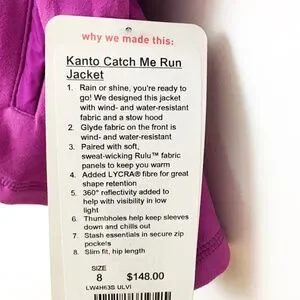 why we made this:
Kanto Catch Me Run
Jacket
1. Rain or shine, you're ready
to go! We designed this jacket
with wind- and water-resistant
fabric and a stow hood
2. Glyde fabric on the front is
wind- and water-resistant
3. Paired with soft,
sweat-wicking Rulu™ fabric
panels to keep you warm
4. Added LYCRA® fibre for great
shape retention
5. 360° reflectivity added to
help with visibility in low
light
6. Thumbholes help keep sleeves
down and chills out
7. Stash essentials in secure zip
pockets
8. Slim fit, hip length
SIZE
8 $148.00
LW4H63S ULVI